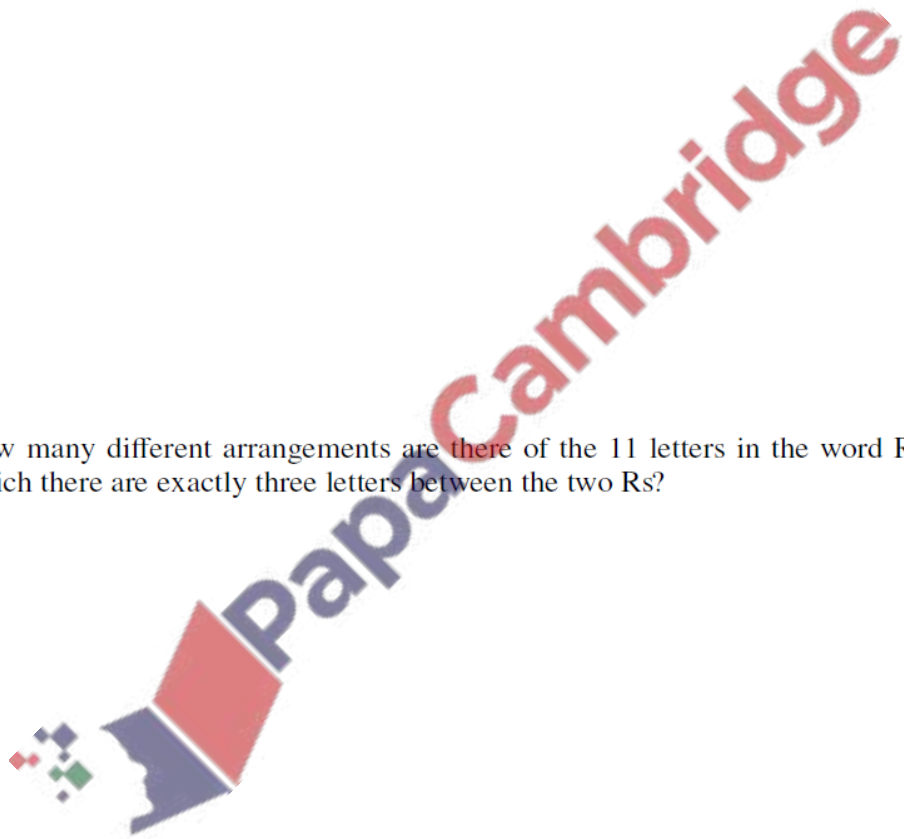 w many different arrangements are there of the 11 letters in the word R
ich there are exactly three letters between the two Rs?
PapaCambridge